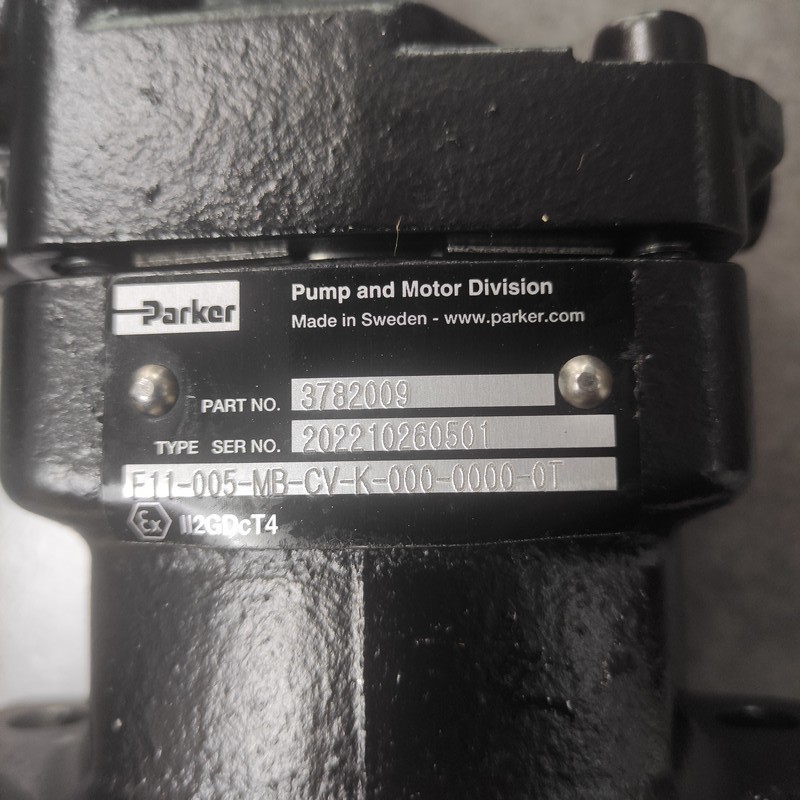 Parker
Pump and Motor Division
Made in Sweden - www.parker.com
PART NO. 3782009
TYPE SER NO. 202210260501
F11-005-MB-CV-K-000-0000-0T
Ex II2GDcT4